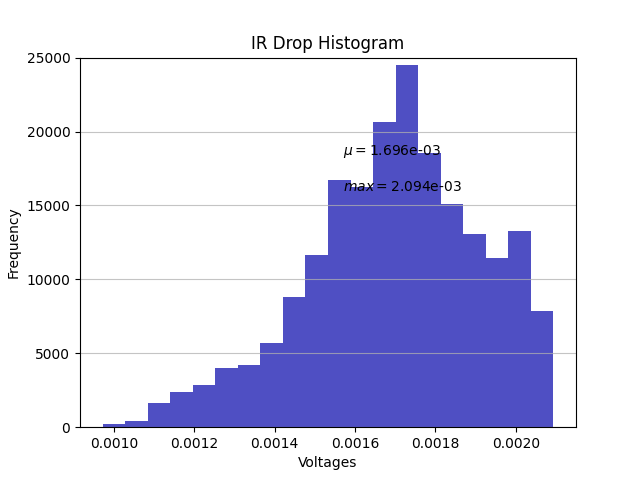 IR Drop Histogram
25000
20000
15000
10000
5000
0
Frequency
μ = 1.696e-03
max = 2.094e-03
0.0010 0.0012 0.0014 0.0016 0.0018 0.0020
Voltages